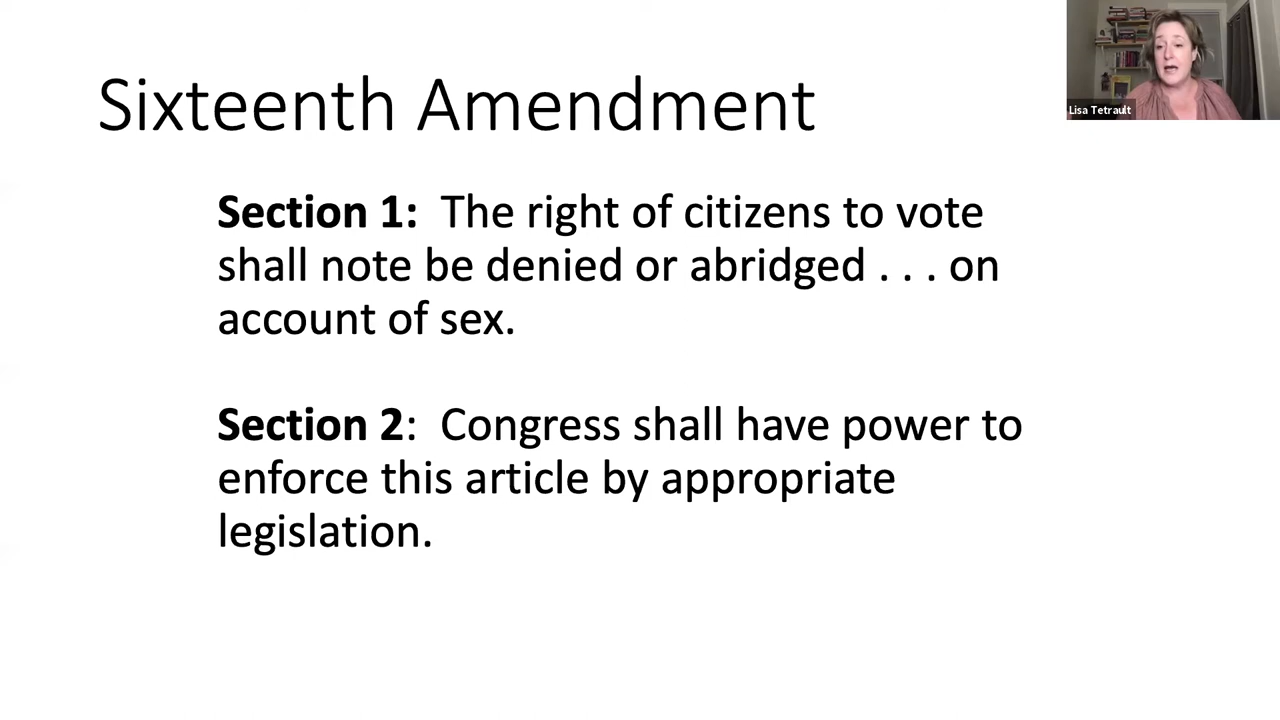 Sixteenth Amendment
Lisa Tetrault
Section 1:  The right of citizens to vote
shall note be denied or abridged . . . on
account of sex.
Section 2:  Congress shall have power to
enforce this article by appropriate
legislation.